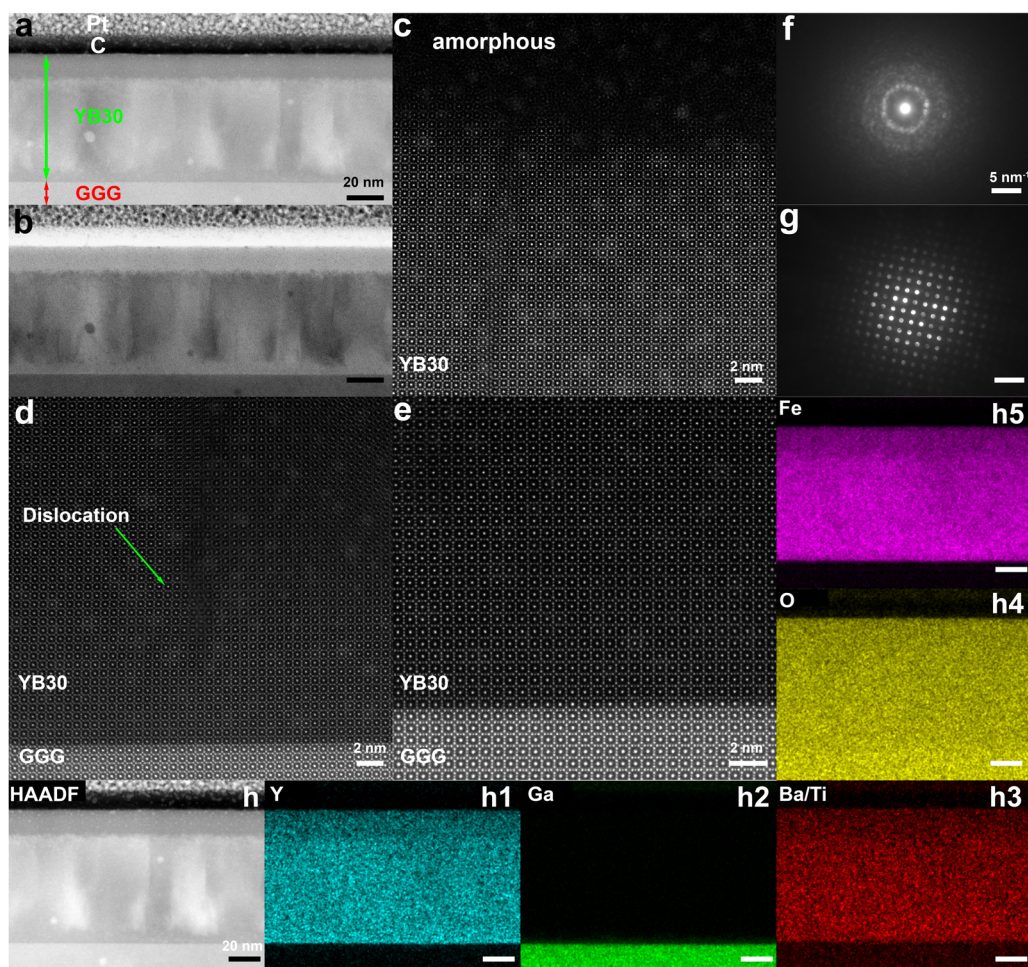 a
Pt
C
YB30
GGG
20 nm
b
c
amorphous
YB30
2 nm
f
5 nm⁻¹
g
d
Dislocation
YB30
GGG
2 nm
e
YB30
GGG
2 nm
Fe
h5
O
h4
HAADF
h
20 nm
Y
h1
Ga
h2
Ba/Ti
h3